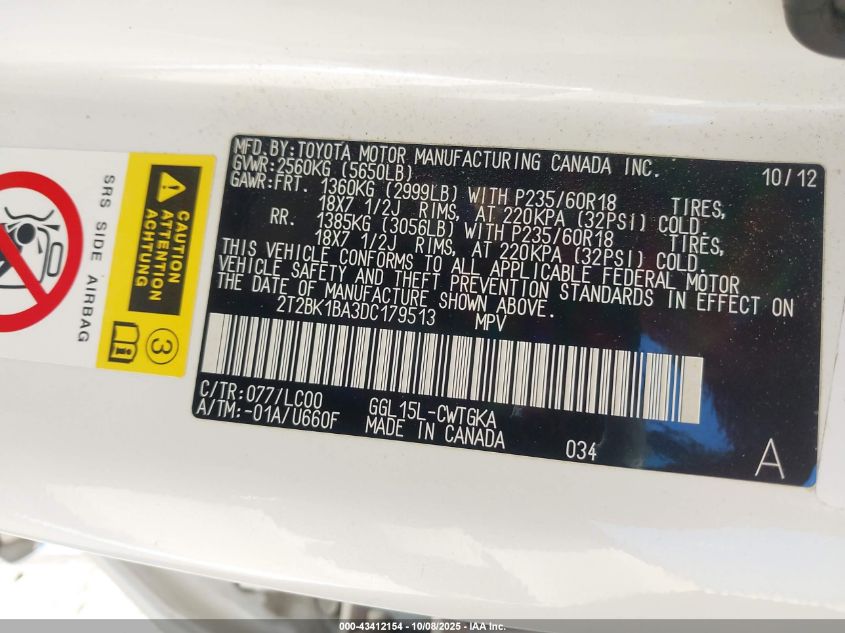 MFD. BY: TOYOTA MOTOR MANUFACTURING CANADA INC. 10/12
GVWR: 2560KG (5650LB)
GAWR: FRT. 1360KG (2999LB) WITH P235/60R18 TIRES,
18X7 1/2J RIMS, AT 220KPA (32PSI) COLD.
RR. 1385KG (3056LB) WITH P235/60R18 TIRES,
18X7 1/2J RIMS, AT 220KPA (32PSI) COLD.
THIS VEHICLE CONFORMS TO ALL APPLICABLE FEDERAL MOTOR
VEHICLE SAFETY AND THEFT PREVENTION STANDARDS IN EFFECT ON
THE DATE OF MANUFACTURE SHOWN ABOVE.
2T2BK1BA3DC179513 MPV
C/TR: 077/LC00 GGL15L-CWTGKA
A/TM: -01A/U660F MADE IN CANADA 034
A
SRS SIDE AIRBAG
CAUTION
ATTENTION
ACHTUNG
3
000-43412154 - 10/08/2025 - IAA Inc.